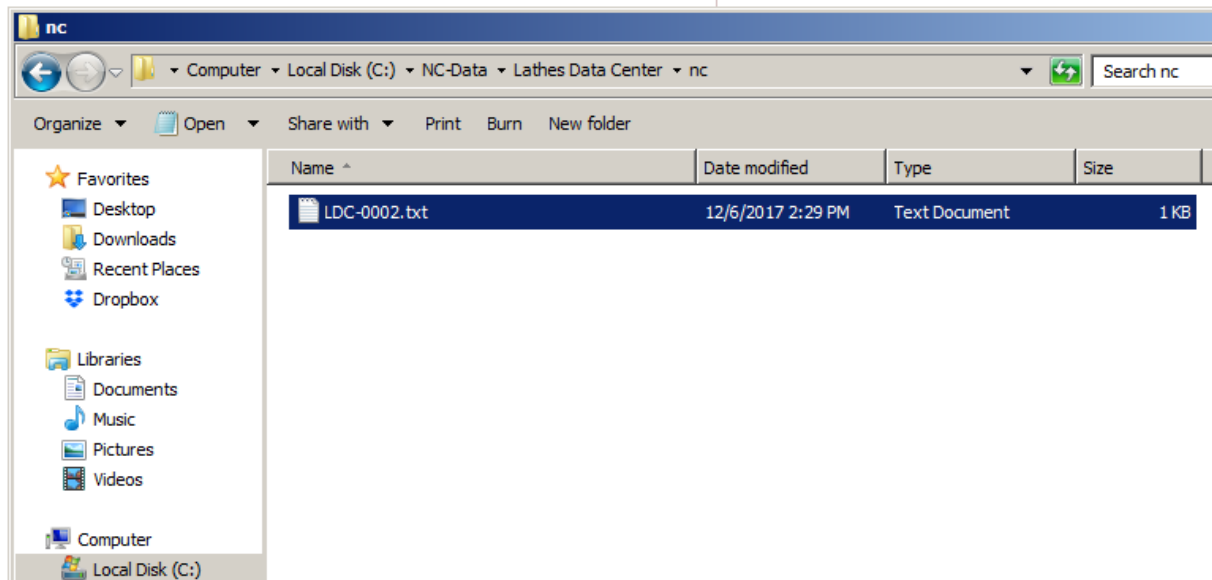 nc
Computer Local Disk (C:) NC-Data Lathes Data Center nc Search nc
Organize Open Share with Print Burn New folder
Name Date modified Type Size
LDC-0002.txt 12/6/2017 2:29 PM Text Document 1 KB
Favorites
Desktop
Downloads
Recent Places
Dropbox
Libraries
Documents
Music
Pictures
Videos
Computer
Local Disk (C:)